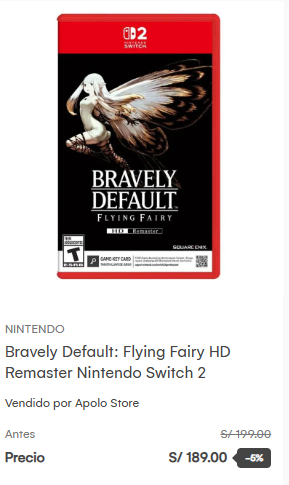 2
NINTENDO
SWITCH
BRAVELY
DEFAULT
FLYING FAIRY
HD Remaster
SQUARE ENIX
T
ESRB
GAME-KEY CARD
NINTENDO
Bravely Default: Flying Fairy HD
Remaster Nintendo Switch 2
Vendido por Apolo Store
Antes S/ 199.00
Precio S/ 189.00 -5%